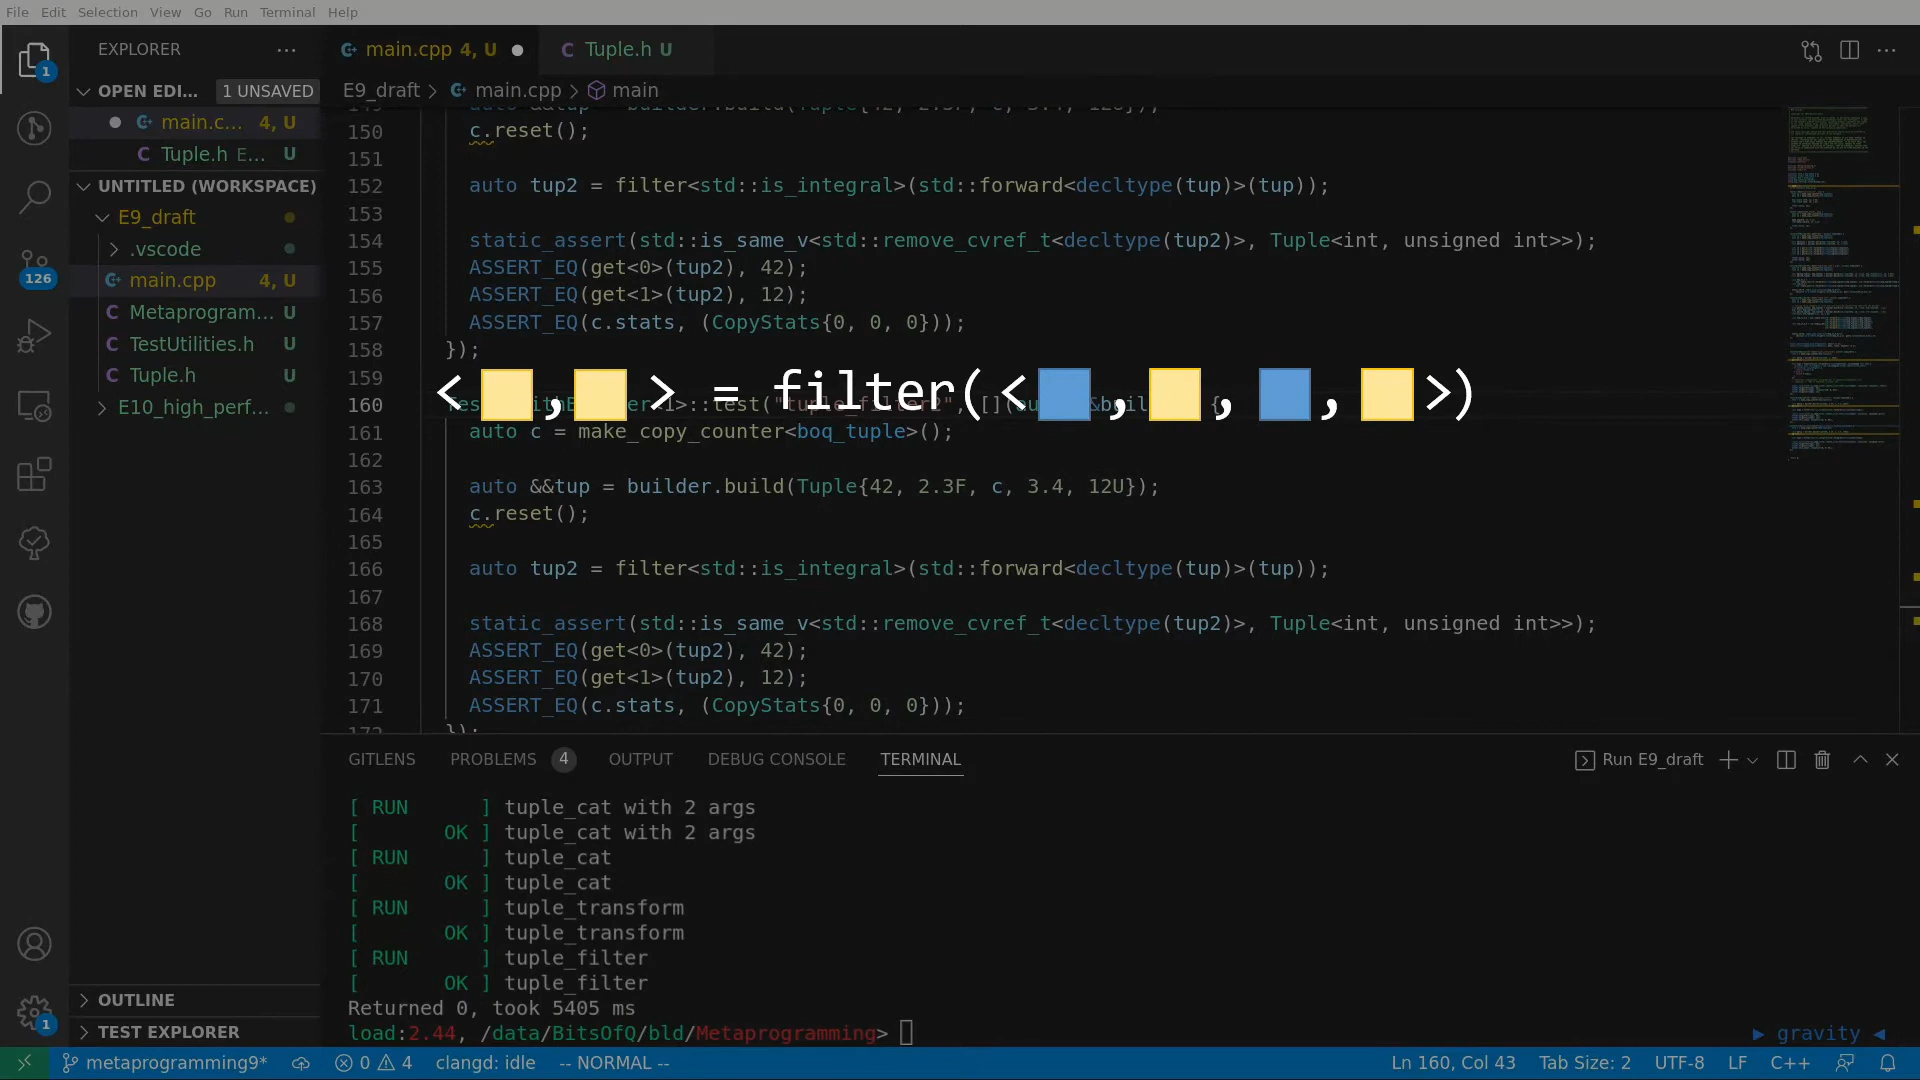 File Edit Selection View Go Run Terminal Help
EXPLORER ···
main.cpp 4, U
Tuple.h U
OPEN EDI... 1 UNSAVED
main.c... 4, U
Tuple.h E... U
UNTITLED (WORKSPACE)
E9_draft
.vscode
main.cpp 4, U
Metaprogram... U
TestUtilities.h U
Tuple.h U
E10_high_perf...
OUTLINE
TEST EXPLORER
1
126
1
E9_draft > main.cpp > main
150 c.reset();
151
152 auto tup2 = filter<std::is_integral>(std::forward<decltype(tup)>(tup));
153
154 static_assert(std::is_same_v<std::remove_cvref_t<decltype(tup2)>, Tuple<int, unsigned int>>);
155 ASSERT_EQ(get<0>(tup2), 42);
156 ASSERT_EQ(get<1>(tup2), 12);
157 ASSERT_EQ(c.stats, (CopyStats{0, 0, 0}));
158 });
159
< , > = filter(< , , , >)
160
161 auto c = make_copy_counter<boq_tuple>();
162
163 auto &&tup = builder.build(Tuple{42, 2.3F, c, 3.4, 12U});
164 c.reset();
165
166 auto tup2 = filter<std::is_integral>(std::forward<decltype(tup)>(tup));
167
168 static_assert(std::is_same_v<std::remove_cvref_t<decltype(tup2)>, Tuple<int, unsigned int>>);
169 ASSERT_EQ(get<0>(tup2), 42);
170 ASSERT_EQ(get<1>(tup2), 12);
171 ASSERT_EQ(c.stats, (CopyStats{0, 0, 0}));
GITLENS PROBLEMS 4 OUTPUT DEBUG CONSOLE TERMINAL
Run E9_draft
[ RUN ] tuple_cat with 2 args
[ OK ] tuple_cat with 2 args
[ RUN ] tuple_cat
[ OK ] tuple_cat
[ RUN ] tuple_transform
[ OK ] tuple_transform
[ RUN ] tuple_filter
[ OK ] tuple_filter
Returned 0, took 5405 ms
load:2.44, /data/BitsOfQ/bld/Metaprogramming>
gravity
metaprogramming9* 0 4 clangd: idle -- NORMAL -- Ln 160, Col 43 Tab Size: 2 UTF-8 LF C++